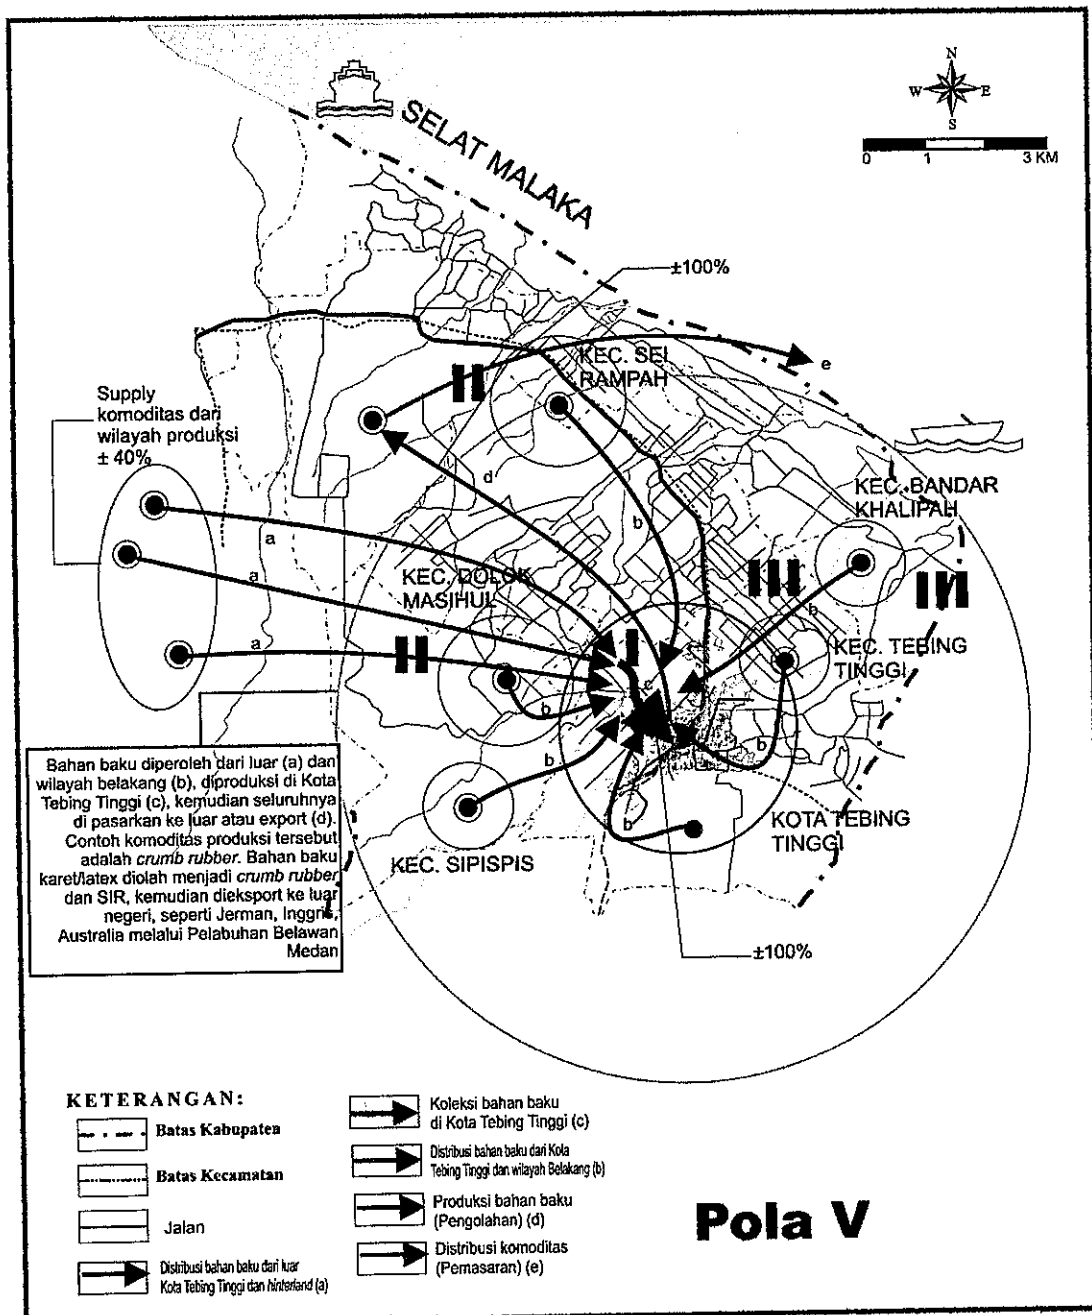 N
W E
S
0 1 3 KM
SELAT MALAKA
±100%
e
KEC. SEI
RAMPAH
II
Supply
komoditas dari
wilayah produksi
± 40%
d
a
b
KEC. BANDAR
KHALIPAH
a
KEC. DOLOK
MASIHUL
III
III
b
I
a
II
KEC. TEBING
TINGGI
c
b
b
b
b
KOTA TEBING
TINGGI
KEC. SIPISPIS
Bahan baku diperoleh dari luar (a) dan
wilayah belakang (b), diproduksi di Kota
Tebing Tinggi (c), kemudian seluruhnya
di pasarkan ke luar atau export (d).
Contoh komoditas produksi tersebut
adalah crumb rubber. Bahan baku
karet/latex diolah menjadi crumb rubber
dan SIR, kemudian dieksport ke luar
negeri, seperti Jerman, Inggris,
Australia melalui Pelabuhan Belawan
Medan
±100%
KETERANGAN:
Batas Kabupaten
Batas Kecamatan
Jalan
Distribusi bahan baku dari luar
Kota Tebing Tinggi dan hinterland (a)
Koleksi bahan baku
di Kota Tebing Tinggi (c)
Distribusi bahan baku dari Kota
Tebing Tinggi dan wilayah Belakang (b)
Produksi bahan baku
(Pengolahan) (d)
Distribusi komoditas
(Pemasaran) (e)
Pola V